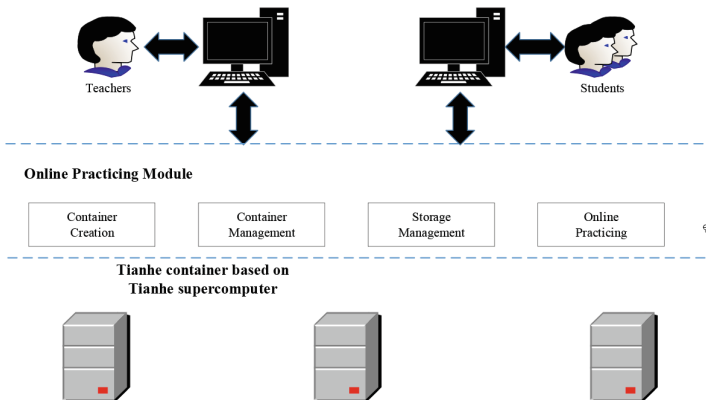 Teachers
Students
Online Practicing Module
Container
Creation
Container
Management
Storage
Management
Online
Practicing
Tianhe container based on
Tianhe supercomputer